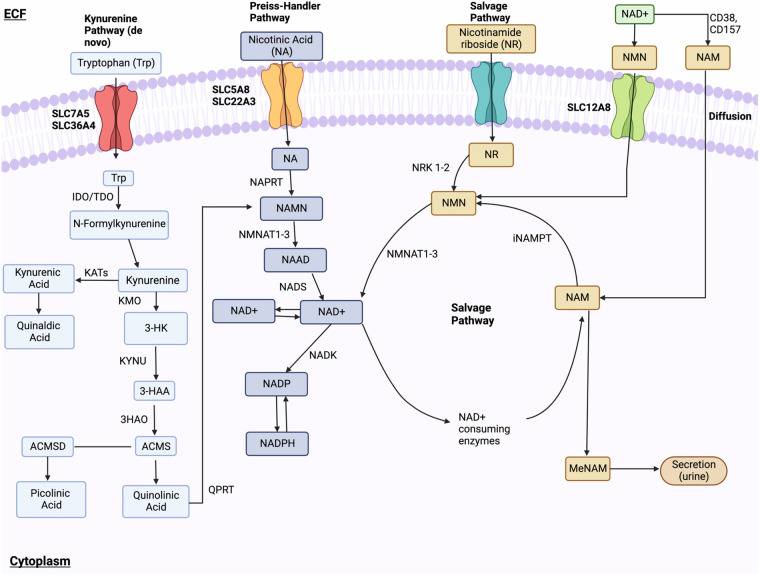 ECF
Kynurenine
Pathway (de
novo)
Tryptophan (Trp)
SLC7A5
SLC36A4
Trp
IDO/TDO
N-Formylkynurenine
Kynurenic
Acid
KATs
Kynurenine
Quinaldic
Acid
KMO
3-HK
KYNU
3-HAA
3HAO
ACMSD
ACMS
Picolinic
Acid
Quinolinic
Acid
QPRT
Preiss-Handler
Pathway
Nicotinic Acid
(NA)
SLC5A8
SLC22A3
NA
NAPRT
NAMN
NMNAT1-3
NAAD
NADS
NAD+
NAD+
NADK
NADP
NADPH
Salvage
Pathway
Nicotinamide
riboside (NR)
NR
NRK 1-2
NMN
NMNAT1-3
iNAMPT
Salvage
Pathway
NAD+
consuming
enzymes
NAD+
CD38,
CD157
NMN
NAM
SLC12A8
Diffusion
NAM
MeNAM
Secretion
(urine)
Cytoplasm